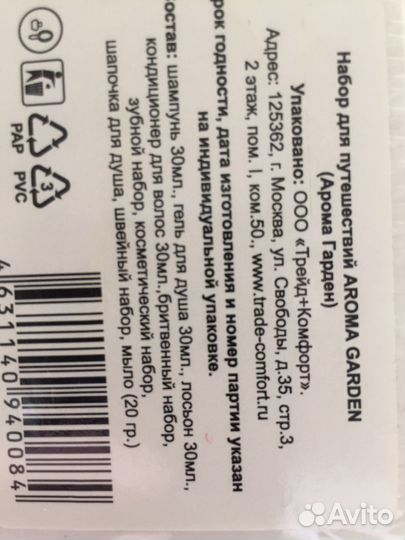 Набор для путешествий AROMA GARDEN
(Арома Гарден)
Упаковано: ООО «Трейд+Комфорт».
Адрес: 125362, г. Москва, ул. Свободы, д.35, стр.3,
2 этаж, пом. I, ком.50., www.trade-comfort.ru
рок годности, дата изготовления и номер партии указан
на индивидуальной упаковке.
остав: шампунь 30мл., гель для душа 30мл., лосьон 30мл.,
кондиционер для волос 30мл.,бритвенный набор,
зубной набор, косметический набор,
шапочка для душа, швейный набор, мыло (20 гр.)
3
PAP PVC
4631140940084
Avito